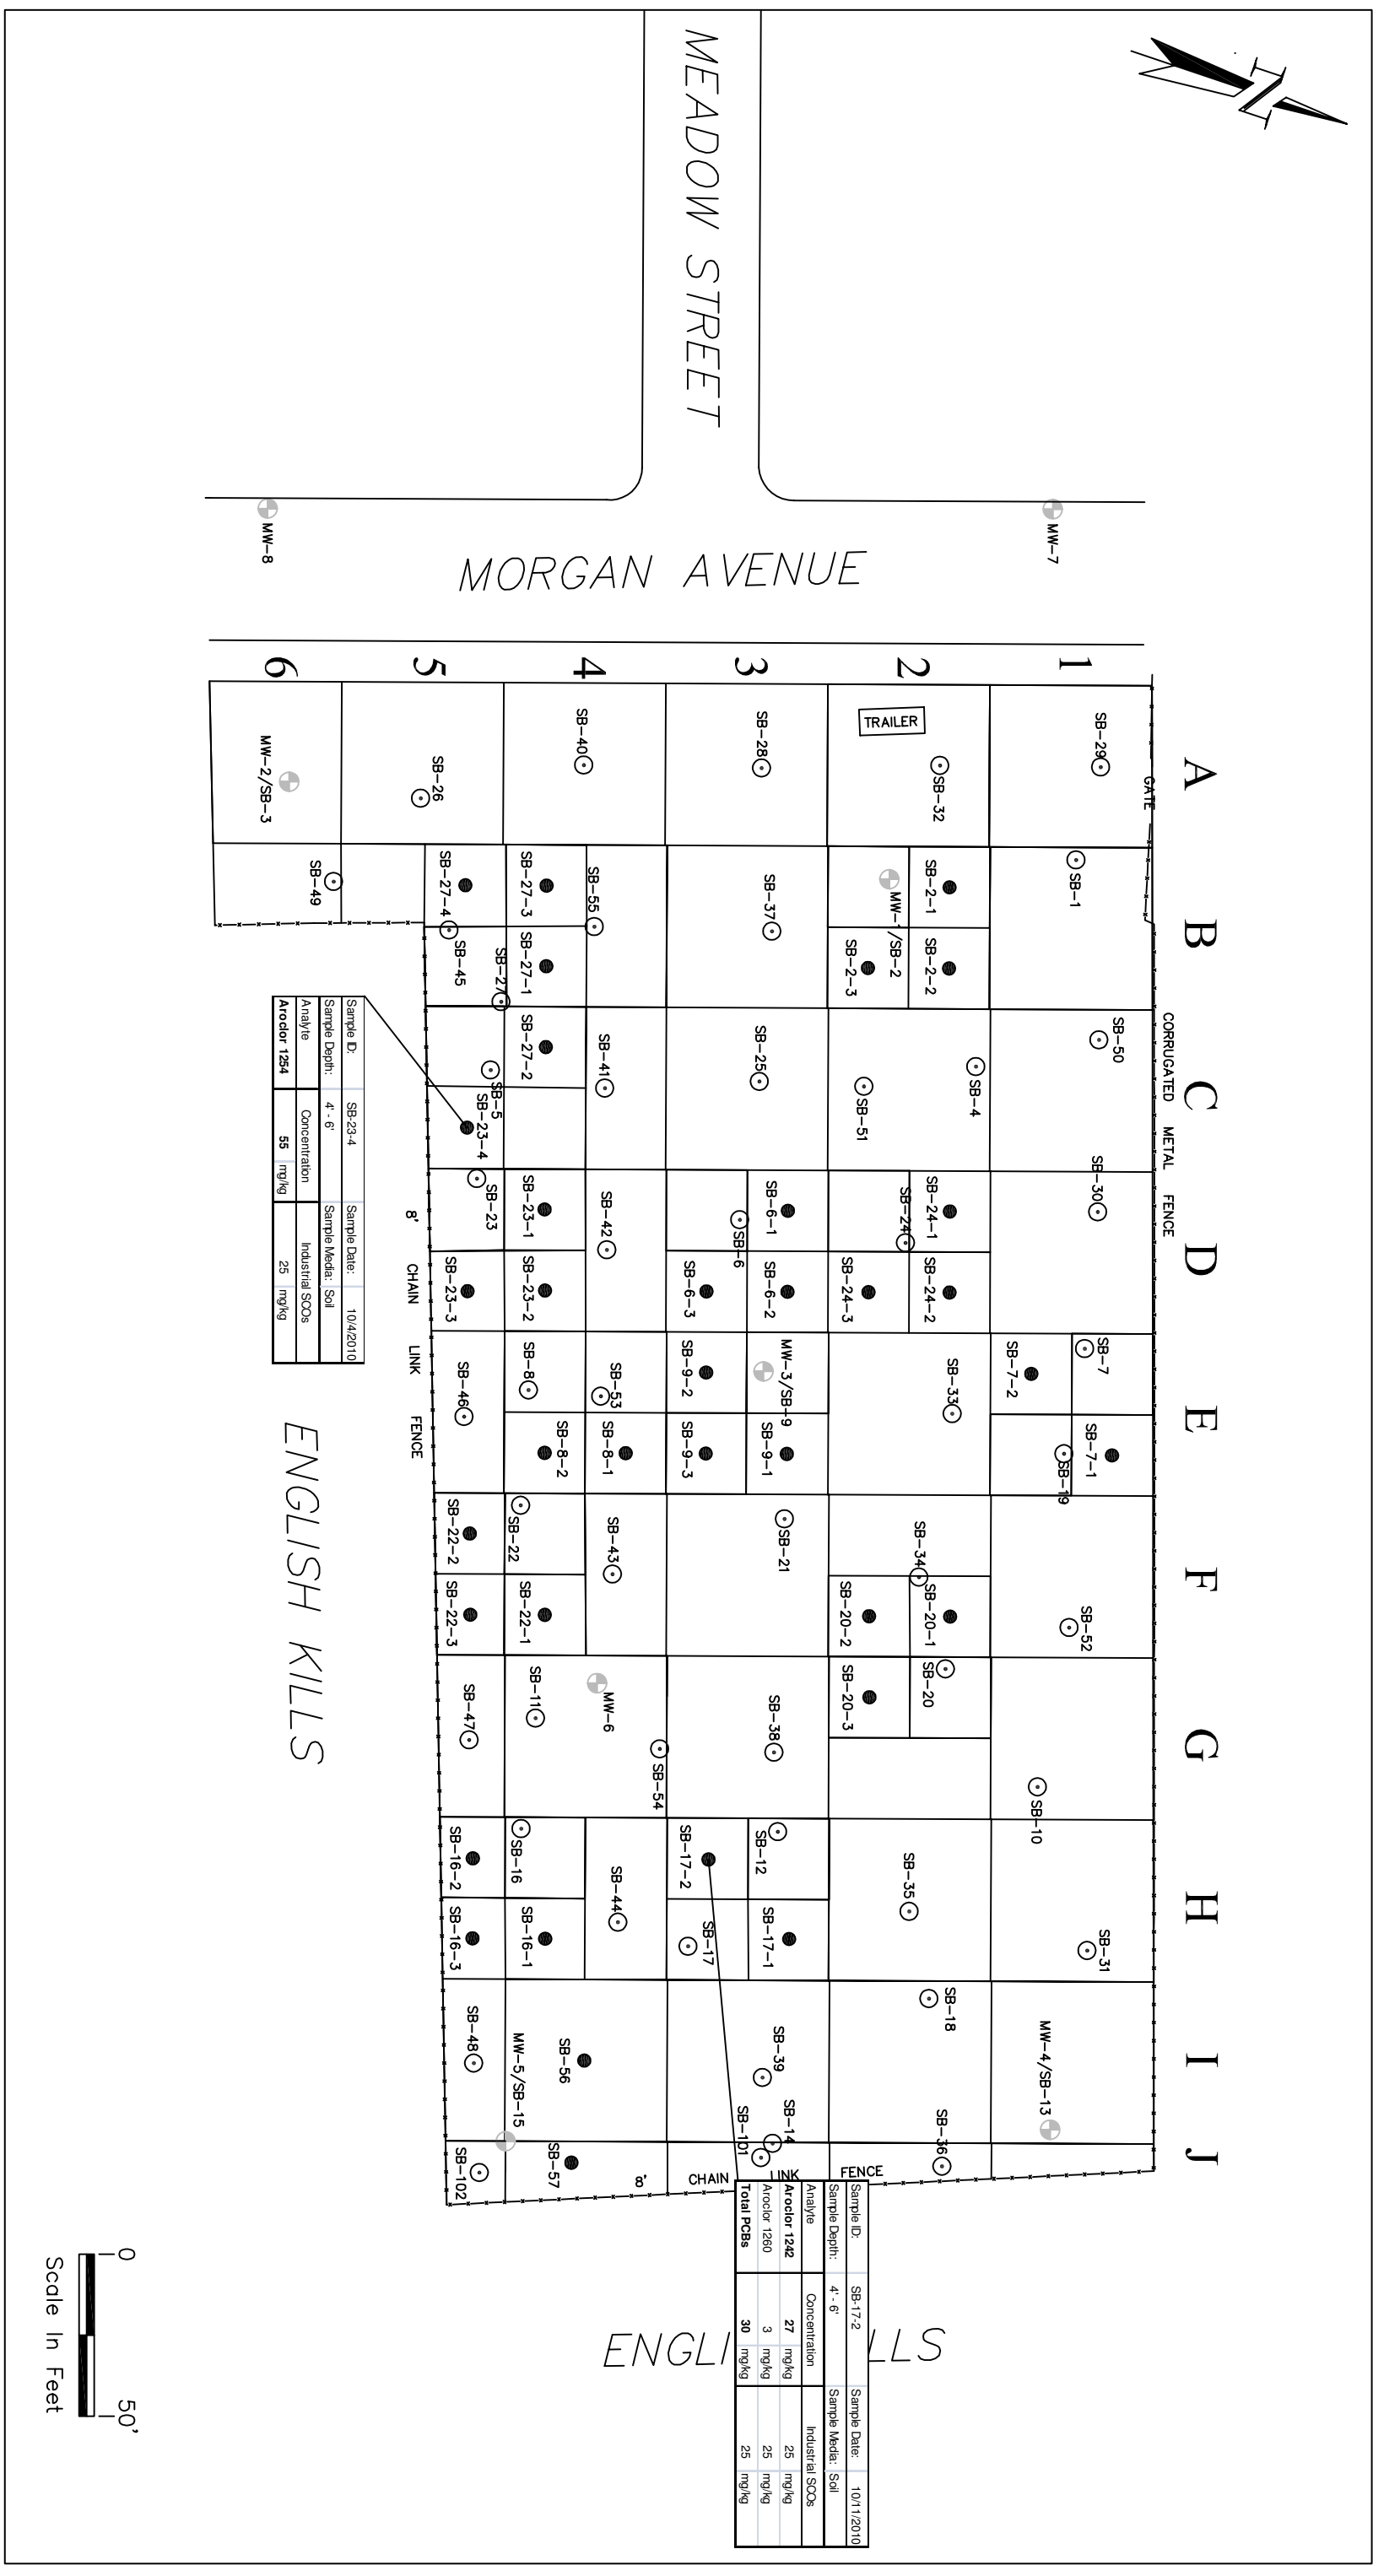 MEADOW STREET
MORGAN AVENUE
MW-7
MW-8
1
2
3
4
5
6
A
B
C
D
E
F
G
H
I
J
TRAILER
GATE
CORRUGATED METAL FENCE
SB-29
SB-32
SB-28
SB-40
SB-26
MW-2/SB-3
SB-1
SB-2-1
MW-1/SB-2
SB-2-2
SB-2-3
SB-37
SB-55
SB-27-3
SB-27-4
SB-49
SB-27-1
SB-27
SB-45
SB-50
SB-4
SB-51
SB-25
SB-41
SB-27-2
SB-5
SB-23-4
SB-30
SB-24-1
SB-24
SB-24-2
SB-24-3
SB-6-1
SB-6
SB-6-2
SB-6-3
SB-42
SB-23-1
SB-23
SB-23-2
SB-23-3
SB-7
SB-7-2
SB-7-1
SB-19
SB-33
MW-3/SB-9
SB-9-2
SB-9-1
SB-9-3
SB-53
SB-8
SB-8-1
SB-8-2
SB-46
SB-52
SB-34
SB-20-1
SB-20-2
SB-21
SB-43
SB-22
SB-22-2
SB-22-1
SB-22-3
SB-10
SB-20
SB-20-3
SB-38
SB-54
MW-6
SB-11
SB-47
SB-31
SB-35
SB-12
SB-17-2
SB-17-1
SB-17
SB-44
SB-16
SB-16-2
SB-16-1
SB-16-3
MW-4/SB-13
SB-18
SB-36
SB-39
SB-14
SB-101
SB-56
MW-5/SB-15
SB-48
SB-57
SB-102
8' CHAIN LINK FENCE
8' CHAIN LINK FENCE
Sample ID: SB-23-4 Sample Date: 10/4/2010
Sample Depth: 4' - 6' Sample Media: Soil
Analyte Concentration Industrial SCOs
Aroclor 1254 55 mg/kg 25 mg/kg
ENGLISH KILLS
Sample ID: SB-17-2 Sample Date: 10/11/2010
Sample Depth: 4' - 6' Sample Media: Soil
Analyte Concentration Industrial SCOs
Aroclor 1242 27 mg/kg 25 mg/kg
Aroclor 1260 3 mg/kg 25 mg/kg
Total PCBs 30 mg/kg 25 mg/kg
0 50'
Scale In Feet